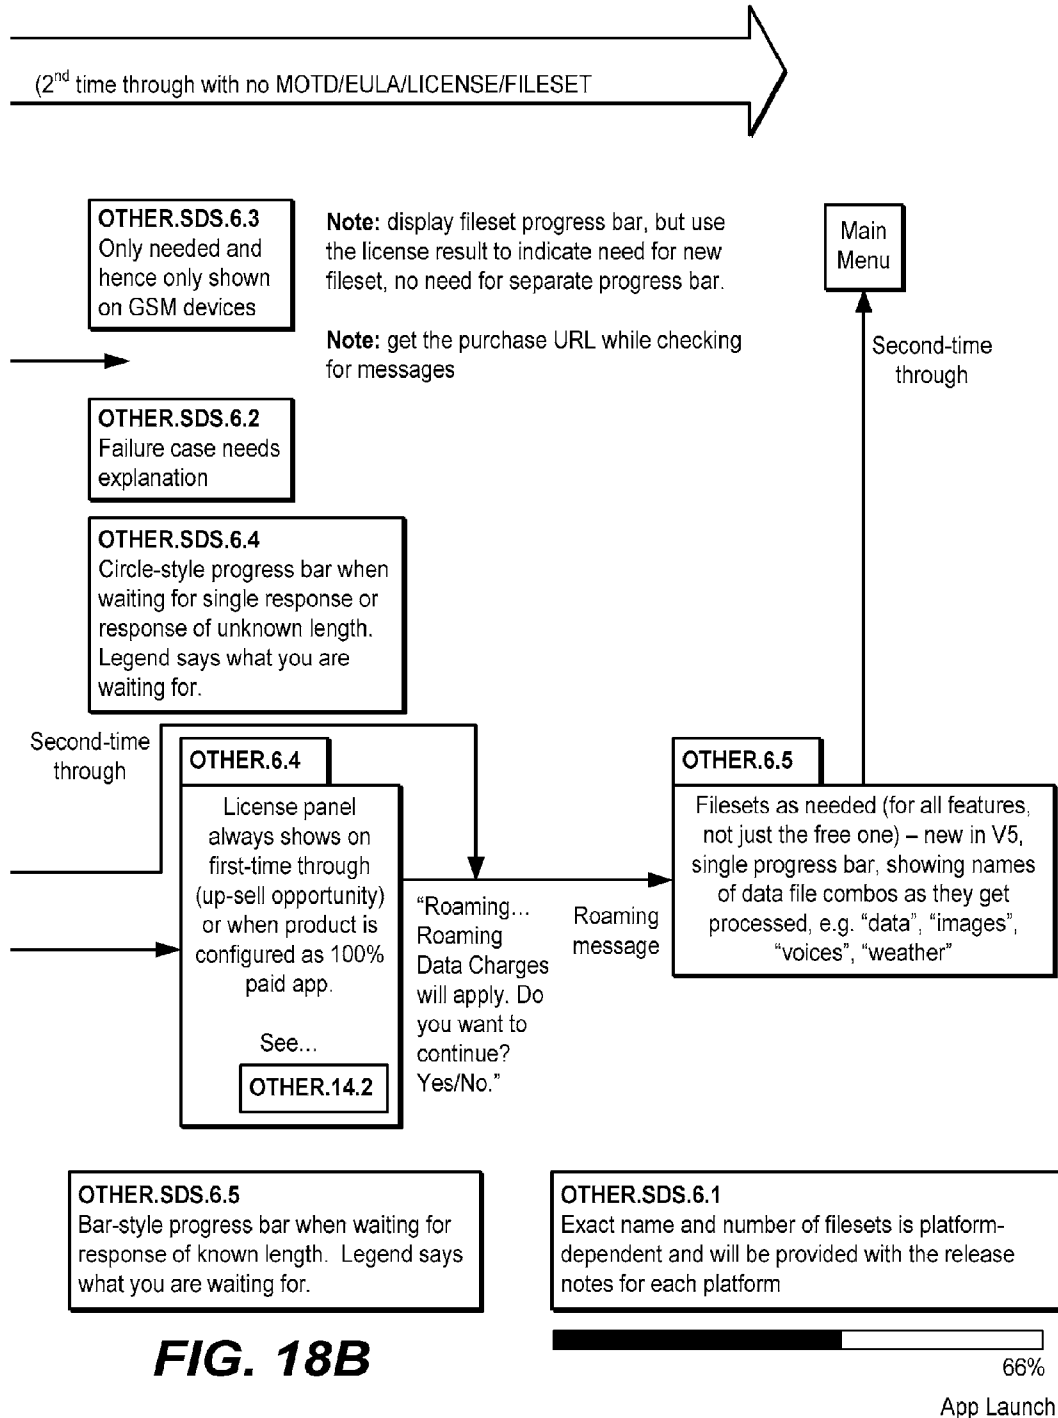 (2nd time through with no MOTD/EULA/LICENSE/FILESET
OTHER.SDS.6.3
Only needed and
hence only shown
on GSM devices
Note: display fileset progress bar, but use
the license result to indicate need for new
fileset, no need for separate progress bar.
Note: get the purchase URL while checking
for messages
Main
Menu
Second-time
through
OTHER.SDS.6.2
Failure case needs
explanation
OTHER.SDS.6.4
Circle-style progress bar when
waiting for single response or
response of unknown length.
Legend says what you are
waiting for.
Second-time
through
OTHER.6.4
License panel
always shows on
first-time through
(up-sell opportunity)
or when product is
configured as 100%
paid app.
See...
OTHER.14.2
“Roaming...
Roaming
Data Charges
will apply. Do
you want to
continue?
Yes/No.”
Roaming
message
OTHER.6.5
Filesets as needed (for all features,
not just the free one) – new in V5,
single progress bar, showing names
of data file combos as they get
processed, e.g. “data”, “images”,
“voices”, “weather”
OTHER.SDS.6.5
Bar-style progress bar when waiting for
response of known length. Legend says
what you are waiting for.
OTHER.SDS.6.1
Exact name and number of filesets is platform-
dependent and will be provided with the release
notes for each platform
FIG. 18B
66%
App Launch